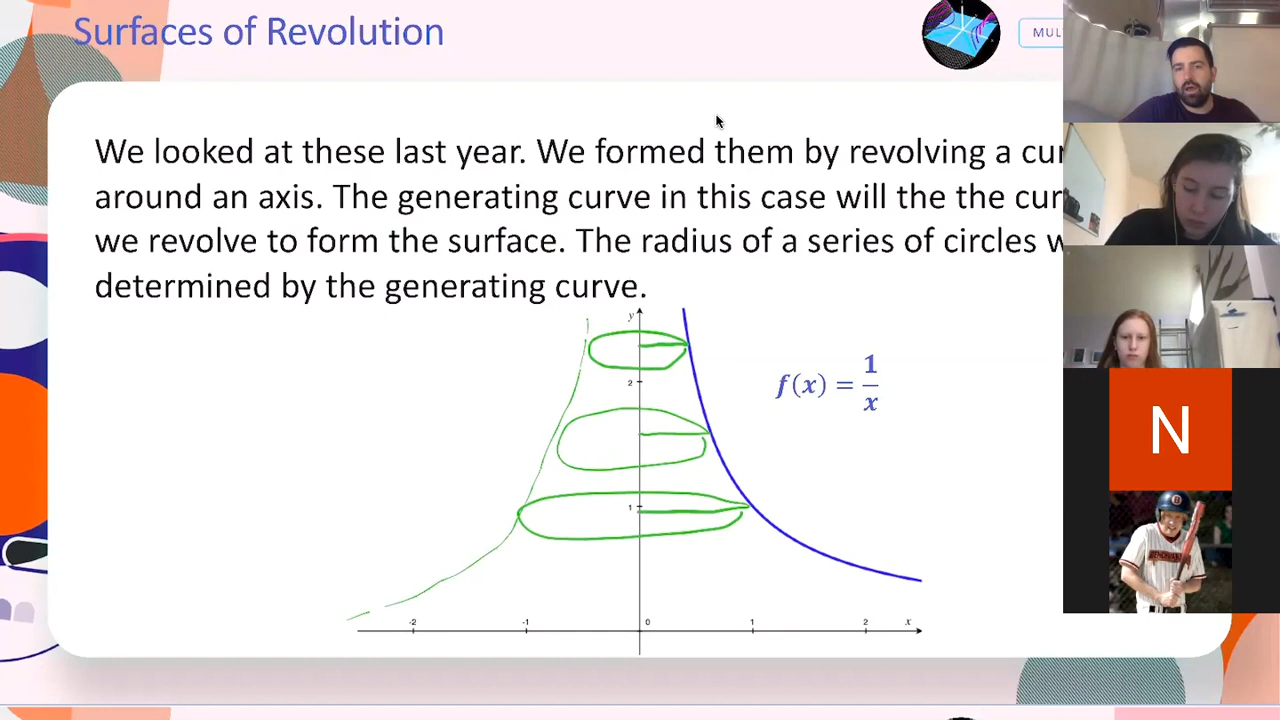 Surfaces of Revolution
MUL
We looked at these last year. We formed them by revolving a cur
around an axis. The generating curve in this case will the the cur
we revolve to form the surface. The radius of a series of circles w
determined by the generating curve.
y
2
f(x) = 1/x
1
-2 -1 0 1 2 x
N